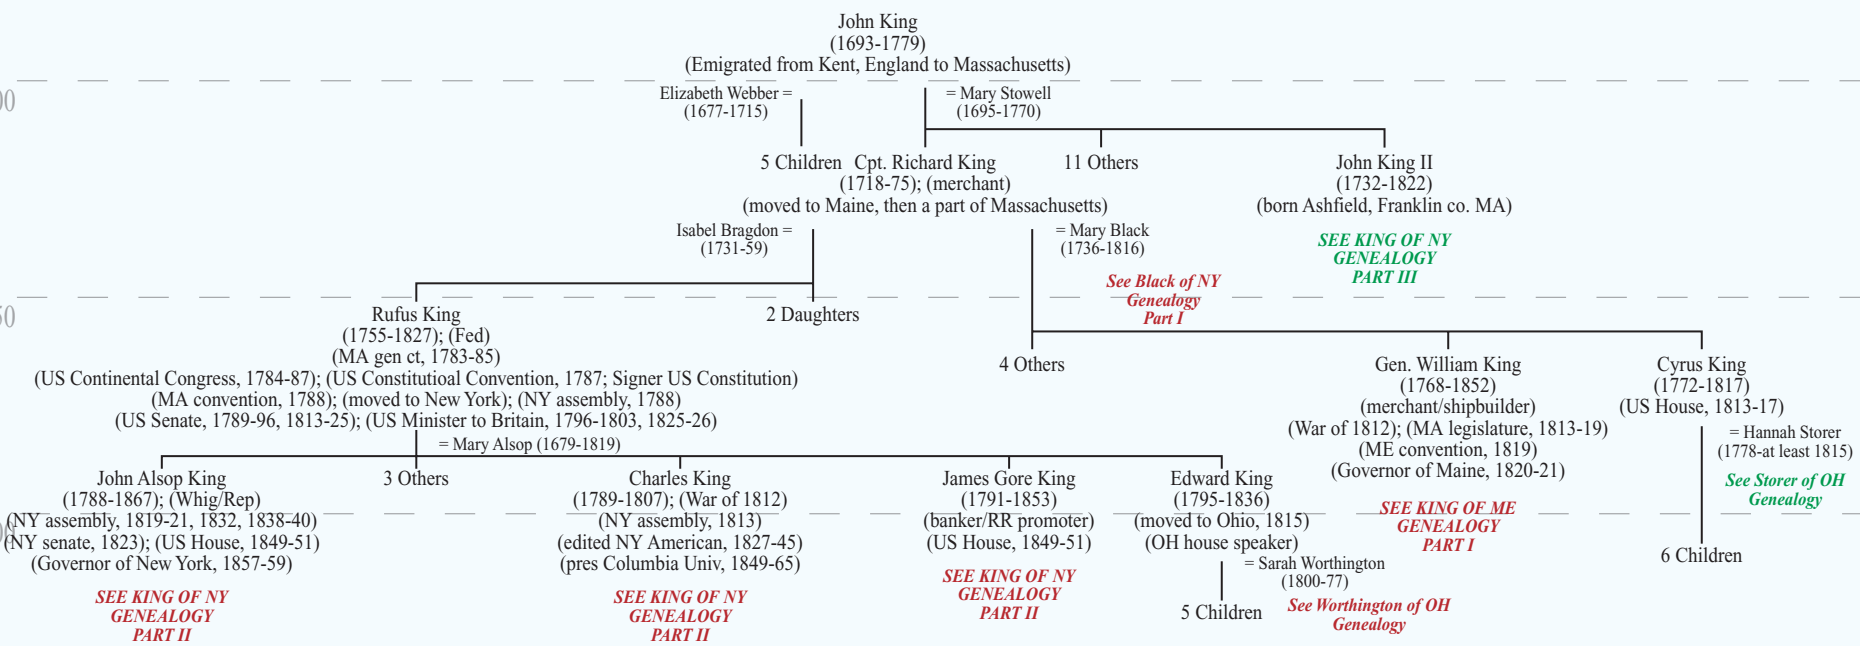 John King
(1693-1779)
(Emigrated from Kent, England to Massachusetts)
00
Elizabeth Webber =
(1677-1715)
= Mary Stowell
(1695-1770)
5 Children
Cpt. Richard King
(1718-75); (merchant)
(moved to Maine, then a part of Massachusetts)
11 Others
John King II
(1732-1822)
(born Ashfield, Franklin co. MA)
SEE KING OF NY
GENEALOGY
PART III
Isabel Bragdon =
(1731-59)
= Mary Black
(1736-1816)
See Black of NY
Genealogy
Part I
50
Rufus King
(1755-1827); (Fed)
(MA gen ct, 1783-85)
(US Continental Congress, 1784-87); (US Constitutioal Convention, 1787; Signer US Constitution)
(MA convention, 1788); (moved to New York); (NY assembly, 1788)
(US Senate, 1789-96, 1813-25); (US Minister to Britain, 1796-1803, 1825-26)
2 Daughters
4 Others
Gen. William King
(1768-1852)
(merchant/shipbuilder)
(War of 1812); (MA legislature, 1813-19)
(ME convention, 1819)
(Governor of Maine, 1820-21)
SEE KING OF ME
GENEALOGY
PART I
Cyrus King
(1772-1817)
(US House, 1813-17)
= Hannah Storer
(1778-at least 1815)
See Storer of OH
Genealogy
6 Children
= Mary Alsop (1679-1819)
John Alsop King
(1788-1867); (Whig/Rep)
(NY assembly, 1819-21, 1832, 1838-40)
(NY senate, 1823); (US House, 1849-51)
(Governor of New York, 1857-59)
SEE KING OF NY
GENEALOGY
PART II
3 Others
Charles King
(1789-1807); (War of 1812)
(NY assembly, 1813)
(edited NY American, 1827-45)
(pres Columbia Univ, 1849-65)
SEE KING OF NY
GENEALOGY
PART II
James Gore King
(1791-1853)
(banker/RR promoter)
(US House, 1849-51)
SEE KING OF NY
GENEALOGY
PART II
Edward King
(1795-1836)
(moved to Ohio, 1815)
(OH house speaker)
= Sarah Worthington
(1800-77)
See Worthington of OH
Genealogy
5 Children